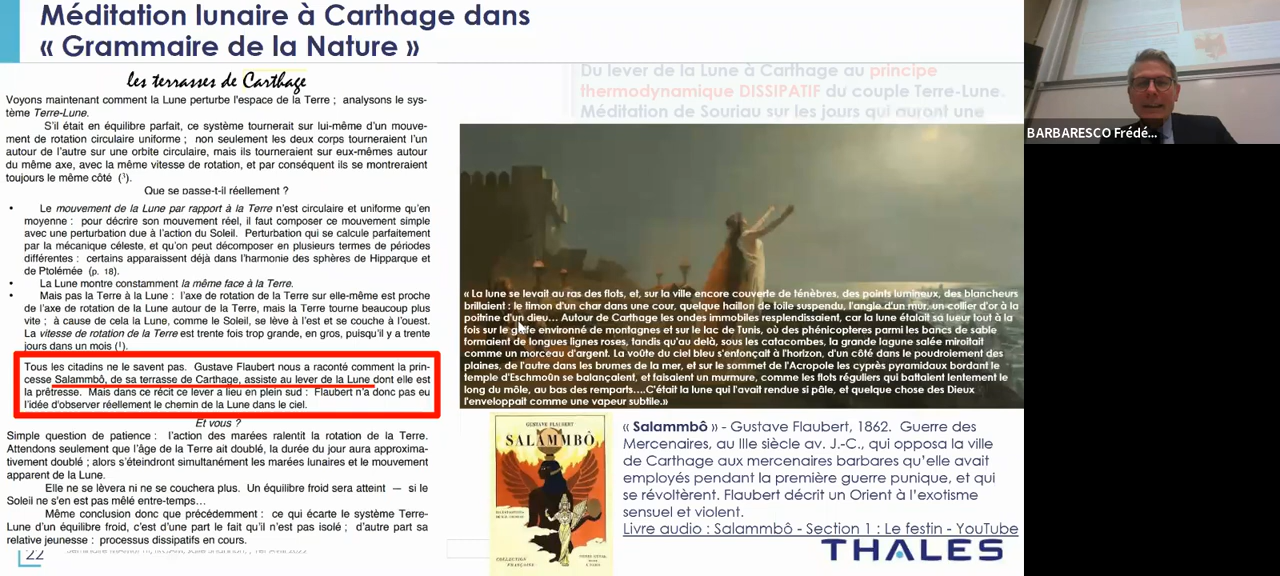 Méditation lunaire à Carthage dans
« Grammaire de la Nature »
les terrasses de Carthage
Voyons maintenant comment la Lune perturbe l'espace de la Terre ; analysons le sys-
tème Terre-Lune.
S'il était en équilibre parfait, ce système tournerait sur lui-même d'un mouve-
ment de rotation circulaire uniforme ; non seulement les deux corps tourneraient l'un
autour de l'autre sur une orbite circulaire, mais ils tourneraient sur eux-mêmes autour
du même axe, avec la même vitesse de rotation, et par conséquent ils se montreraient
toujours le même côté (³).
Que se passe-t-il réellement ?
• Le mouvement de la Lune par rapport à la Terre n'est circulaire et uniforme qu'en
moyenne : pour décrire son mouvement réel, il faut composer ce mouvement simple
avec une perturbation due à l'action du Soleil. Perturbation qui se calcule parfaitement
par la mécanique céleste, et qu'on peut décomposer en plusieurs termes de périodes
différentes : certains apparaissent déjà dans l'harmonie des sphères de Hipparque et
de Ptolémée (p. 18).
• La Lune montre constamment la même face à la Terre.
• Mais pas la Terre à la Lune : l'axe de rotation de la Terre sur elle-même est proche
de l'axe de rotation de la Lune autour de la Terre, mais la Terre tourne beaucoup plus
vite ; à cause de cela la Lune, comme le Soleil, se lève à l'est et se couche à l'ouest.
La vitesse de rotation de la Terre est trente fois trop grande, en gros, puisqu'il y a trente
jours dans un mois (¹).
Tous les citadins ne le savent pas. Gustave Flaubert nous a raconté comment la prin-
cesse Salammbô, de sa terrasse de Carthage, assiste au lever de la Lune dont elle est
la prêtresse. Mais dans ce récit ce lever a lieu en plein sud : Flaubert n'a donc pas eu
l'idée d'observer réellement le chemin de la Lune dans le ciel.
Et vous ?
Simple question de patience : l'action des marées ralentit la rotation de la Terre.
Attendons seulement que l'âge de la Terre ait doublé, la durée du jour aura approxima-
tivement doublé ; alors s'éteindront simultanément les marées lunaires et le mouvement
apparent de la Lune.
Elle ne se lèvera ni ne se couchera plus. Un équilibre froid sera atteint — si le
Soleil ne s'en est pas mêlé entre-temps...
Même conclusion donc que précédemment : ce qui écarte le système Terre-
Lune d'un équilibre froid, c'est d'une part le fait qu'il n'est pas isolé ; d'autre part sa
relative jeunesse : processus dissipatifs en cours.
22
Du lever de la Lune à Carthage au principe
thermodynamique DISSIPATIF du couple Terre-Lune.
Méditation de Souriau sur les jours qui auront une
« La lune se levait au ras des flots, et, sur la ville encore couverte de ténèbres, des points lumineux, des blancheurs
brillaient : le timon d'un char dans une cour, quelque haillon de toile suspendu, l'angle d'un mur, un collier d'or à la
poitrine d'un dieu... Autour de Carthage les ondes immobiles resplendissaient, car la lune étalait sa lueur tout à la
fois sur le golfe environné de montagnes et sur le lac de Tunis, où des phénicoptères parmi les bancs de sable
formaient de longues lignes roses, tandis qu'au delà, sous les catacombes, la grande lagune salée miroitait
comme un morceau d'argent. La voûte du ciel bleu s'enfonçait à l'horizon, d'un côté dans le poudroiement des
plaines, de l'autre dans les brumes de la mer, et sur le sommet de l'Acropole les cyprès pyramidaux bordant le
temple d'Eschmoûn se balançaient, et faisaient un murmure, comme les flots réguliers qui battaient lentement le
long du môle, au bas des remparts....C'était la lune qui l'avait rendue si pâle, et quelque chose des Dieux
l'enveloppait comme une vapeur subtile.»
GUSTAVE FLAUBERT
SALAMMBÔ
COLLECTION
FRANÇAISE
« Salammbô » - Gustave Flaubert, 1862. Guerre des
Mercenaires, au IIIe siècle av. J.-C., qui opposa la ville
de Carthage aux mercenaires barbares qu'elle avait
employés pendant la première guerre punique, et qui
se révoltèrent. Flaubert décrit un Orient à l'exotisme
sensuel et violent.
Livre audio : Salammbô - Section 1 : Le festin - YouTube
THALES
BARBARESCO Frédé...